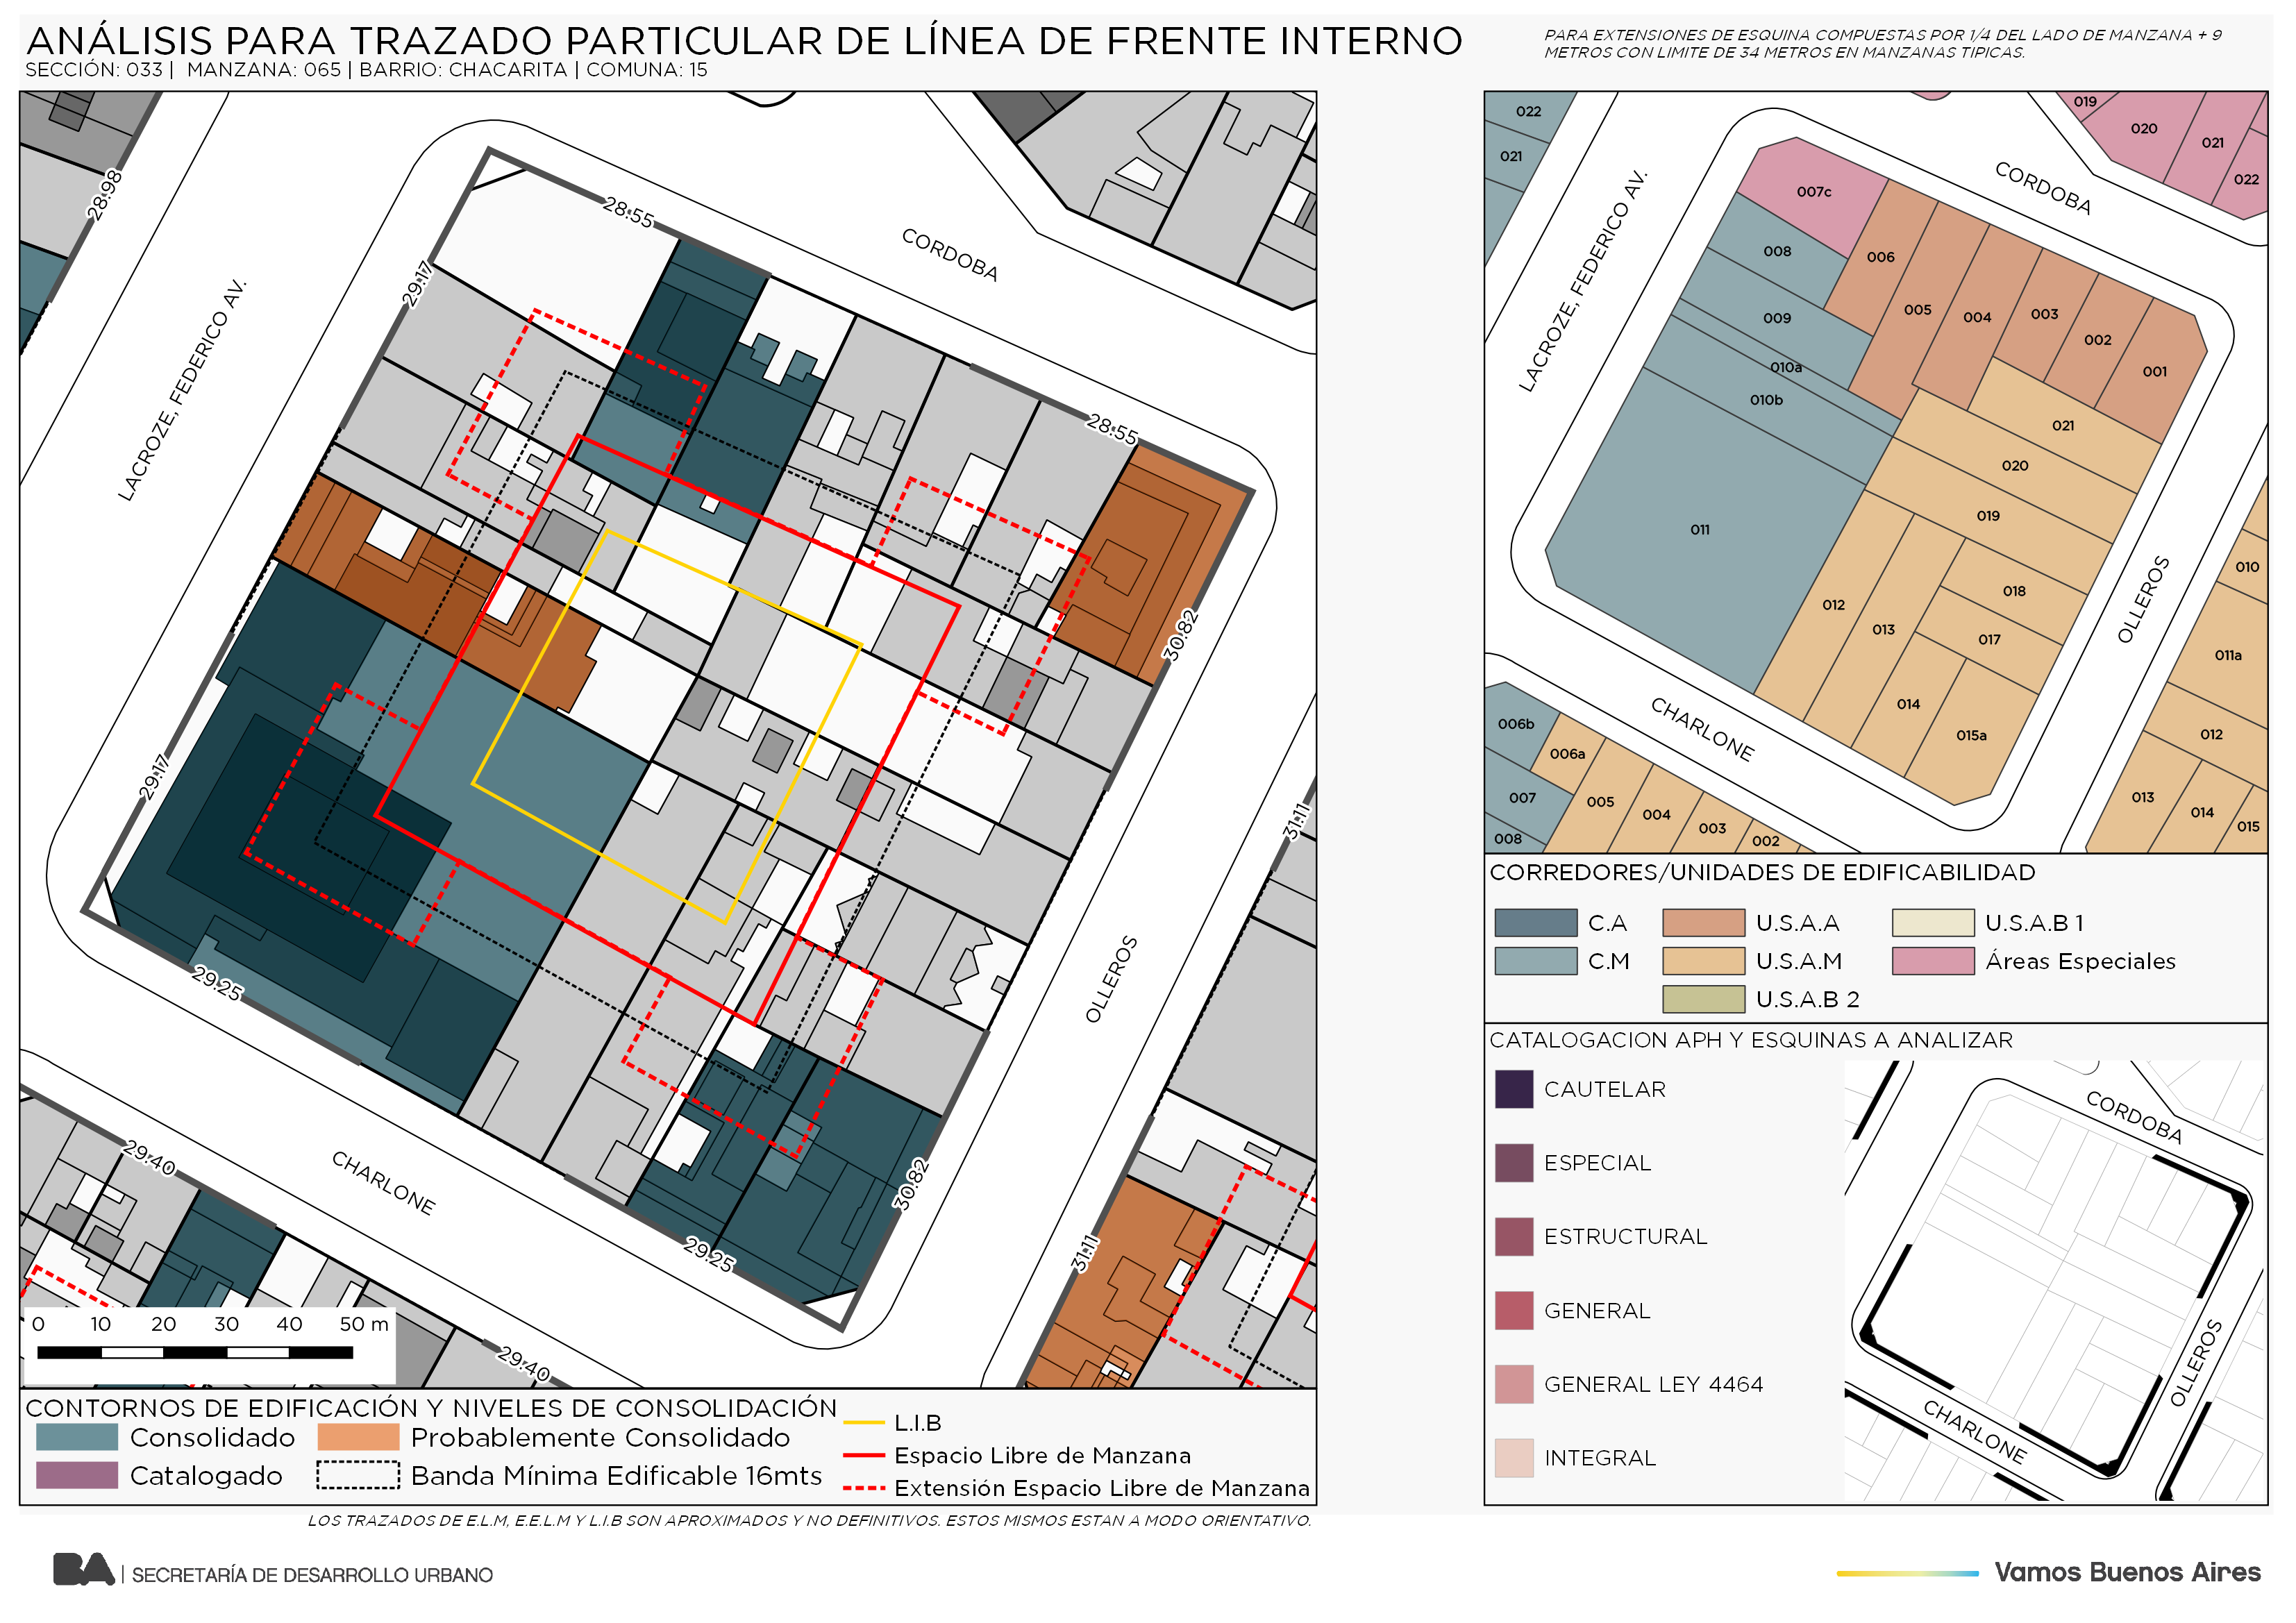 ANÁLISIS PARA TRAZADO PARTICULAR DE LÍNEA DE FRENTE INTERNO
SECCIÓN: 033 | MANZANA: 065 | BARRIO: CHACARITA | COMUNA: 15
PARA EXTENSIONES DE ESQUINA COMPUESTAS POR 1/4 DEL LADO DE MANZANA + 9
METROS CON LIMITE DE 34 METROS EN MANZANAS TIPICAS.
28.98
28.55
CORDOBA
29.17
LACROZE, FEDERICO AV.
28.55
30.82
29.17
31.11
29.25
OLLEROS
29.40
CHARLONE
30.82
29.25
31.11
29.40
0 10 20 30 40 50 m
022
021
019
020
021
022
CORDOBA
LACROZE, FEDERICO AV.
007c
008
006
009
005
004
003
002
001
010a
010b
021
020
019
011
018
012
013
017
014
015a
OLLEROS
010
011a
012
013
014
015
CHARLONE
006b
006a
007
005
004
003
002
008
CORREDORES/UNIDADES DE EDIFICABILIDAD
C.A
U.S.A.A
U.S.A.B 1
C.M
U.S.A.M
Áreas Especiales
U.S.A.B 2
CATALOGACION APH Y ESQUINAS A ANALIZAR
CAUTELAR
ESPECIAL
ESTRUCTURAL
GENERAL
GENERAL LEY 4464
INTEGRAL
CORDOBA
OLLEROS
CHARLONE
CONTORNOS DE EDIFICACIÓN Y NIVELES DE CONSOLIDACIÓN
Consolidado
Probablemente Consolidado
Catalogado
Banda Mínima Edificable 16mts
L.I.B
Espacio Libre de Manzana
Extensión Espacio Libre de Manzana
LOS TRAZADOS DE E.L.M, E.E.L.M Y L.I.B SON APROXIMADOS Y NO DEFINITIVOS. ESTOS MISMOS ESTAN A MODO ORIENTATIVO.
BA | SECRETARÍA DE DESARROLLO URBANO
Vamos Buenos Aires